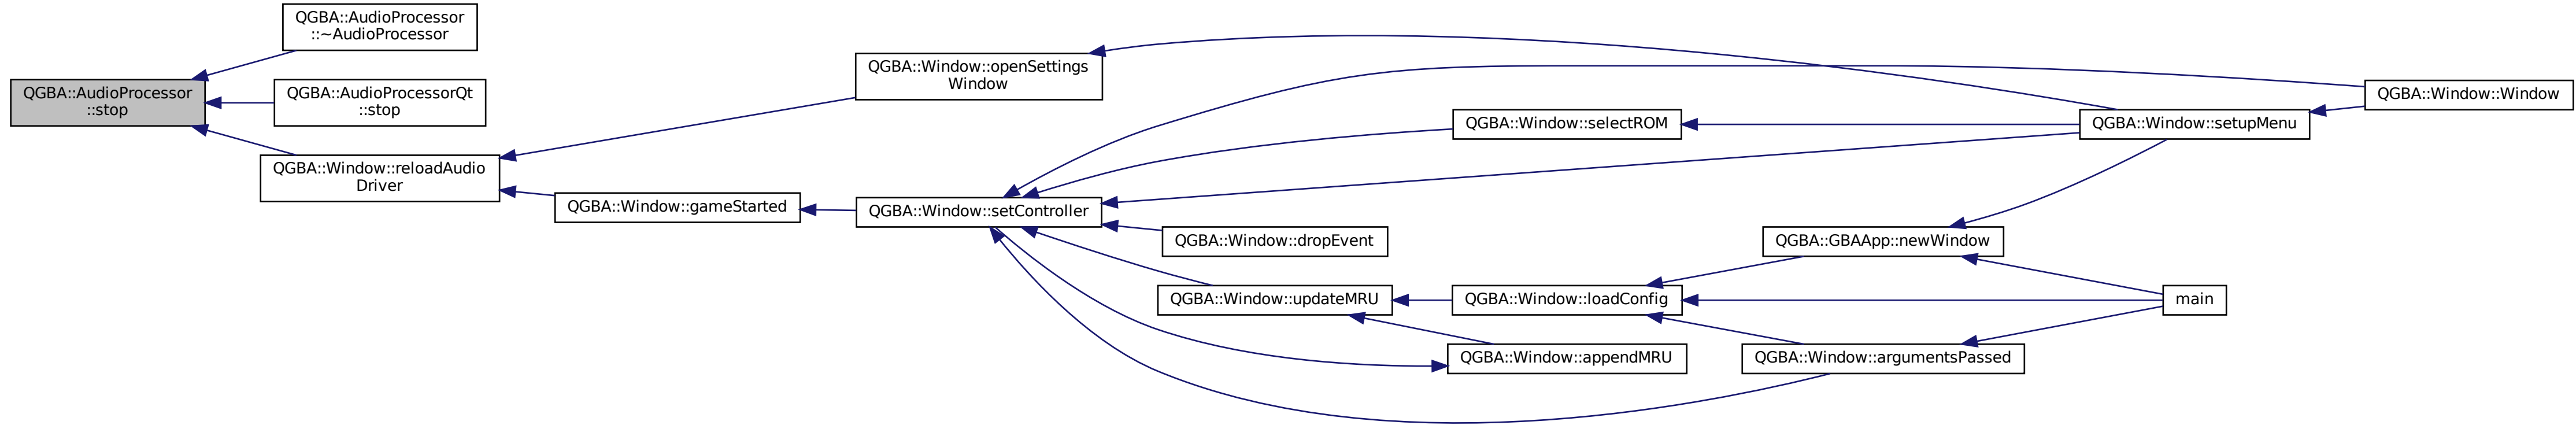 QGBA::AudioProcessor
::~AudioProcessor
QGBA::AudioProcessor
::stop
QGBA::AudioProcessorQt
::stop
QGBA::Window::reloadAudio
Driver
QGBA::Window::openSettings
Window
QGBA::Window::gameStarted
QGBA::Window::setController
QGBA::Window::selectROM
QGBA::Window::dropEvent
QGBA::Window::updateMRU
QGBA::Window::loadConfig
QGBA::Window::appendMRU
QGBA::GBAApp::newWindow
QGBA::Window::argumentsPassed
QGBA::Window::setupMenu
main
QGBA::Window::Window